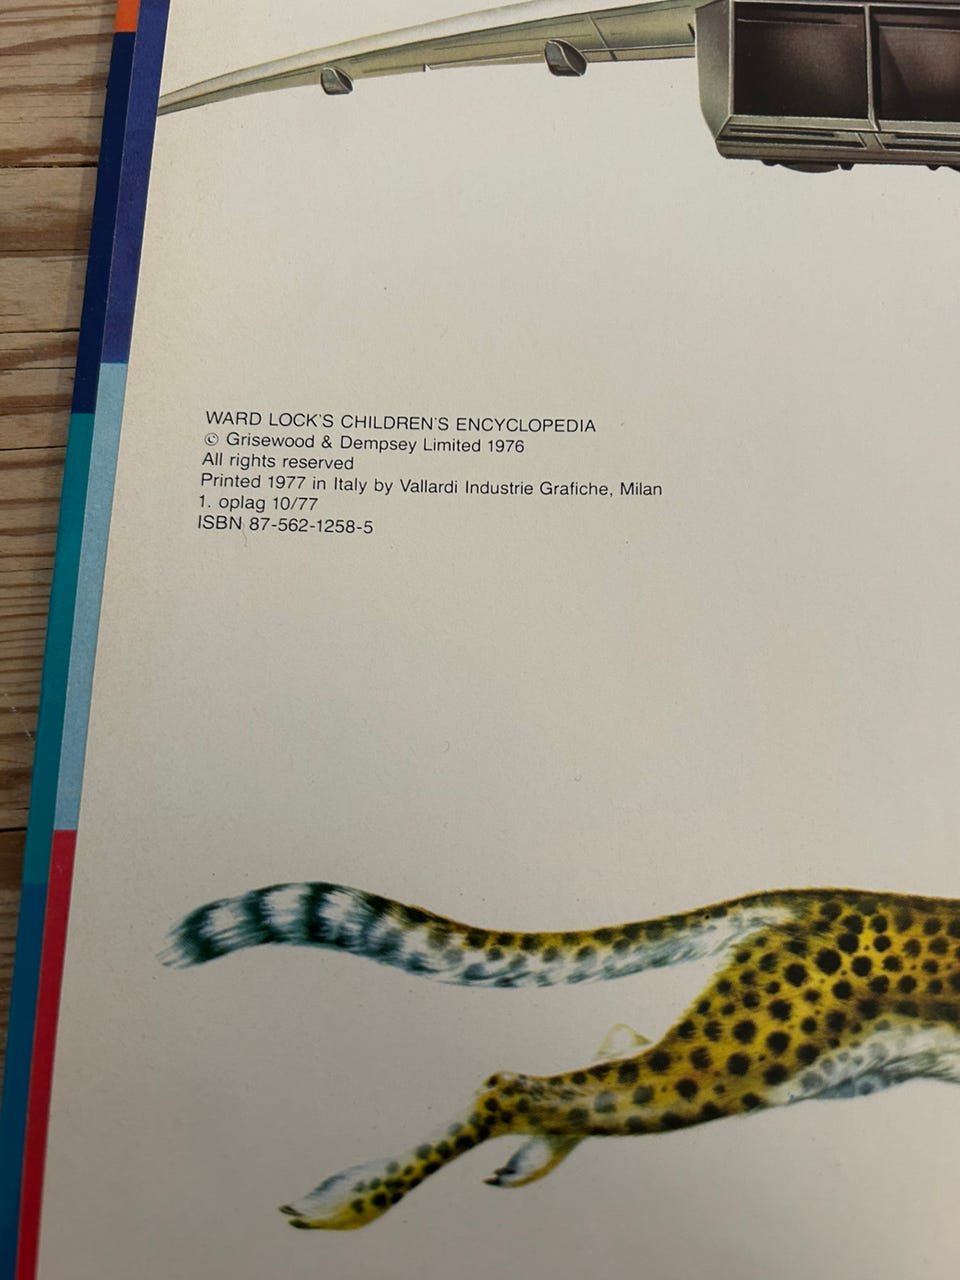 WARD LOCK'S CHILDREN'S ENCYCLOPEDIA
© Grisewood & Dempsey Limited 1976
All rights reserved
Printed 1977 in Italy by Vallardi Industrie Grafiche, Milan
1. oplag 10/77
ISBN 87-562-1258-5